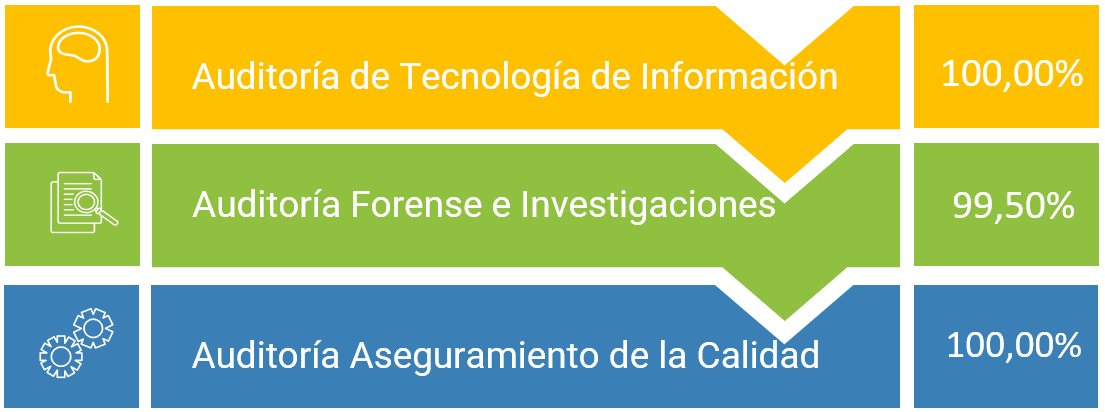 Auditoría de Tecnología de Información 100,00%
Auditoría Forense e Investigaciones 99,50%
Auditoría Aseguramiento de la Calidad 100,00%